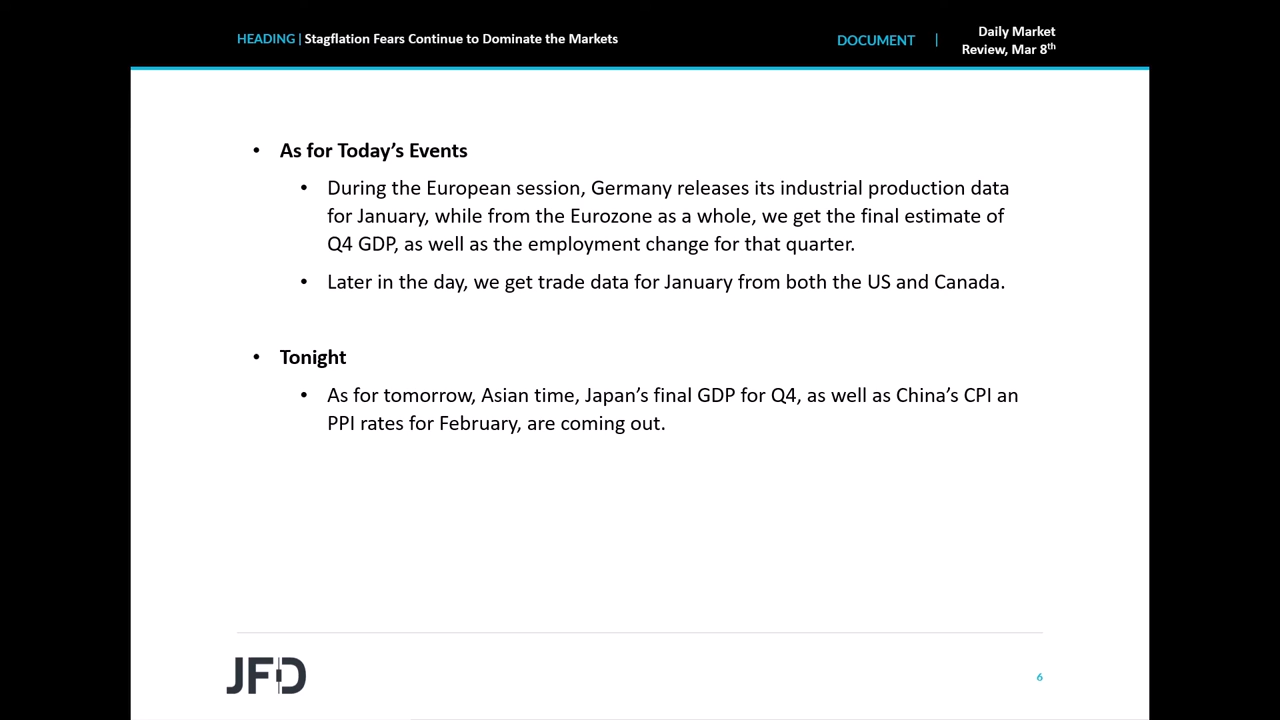 HEADING | Stagflation Fears Continue to Dominate the Markets
DOCUMENT |
Daily Market
Review, Mar 8th
• As for Today’s Events
• During the European session, Germany releases its industrial production data
for January, while from the Eurozone as a whole, we get the final estimate of
Q4 GDP, as well as the employment change for that quarter.
• Later in the day, we get trade data for January from both the US and Canada.
• Tonight
• As for tomorrow, Asian time, Japan’s final GDP for Q4, as well as China’s CPI an
PPI rates for February, are coming out.
JFD
6